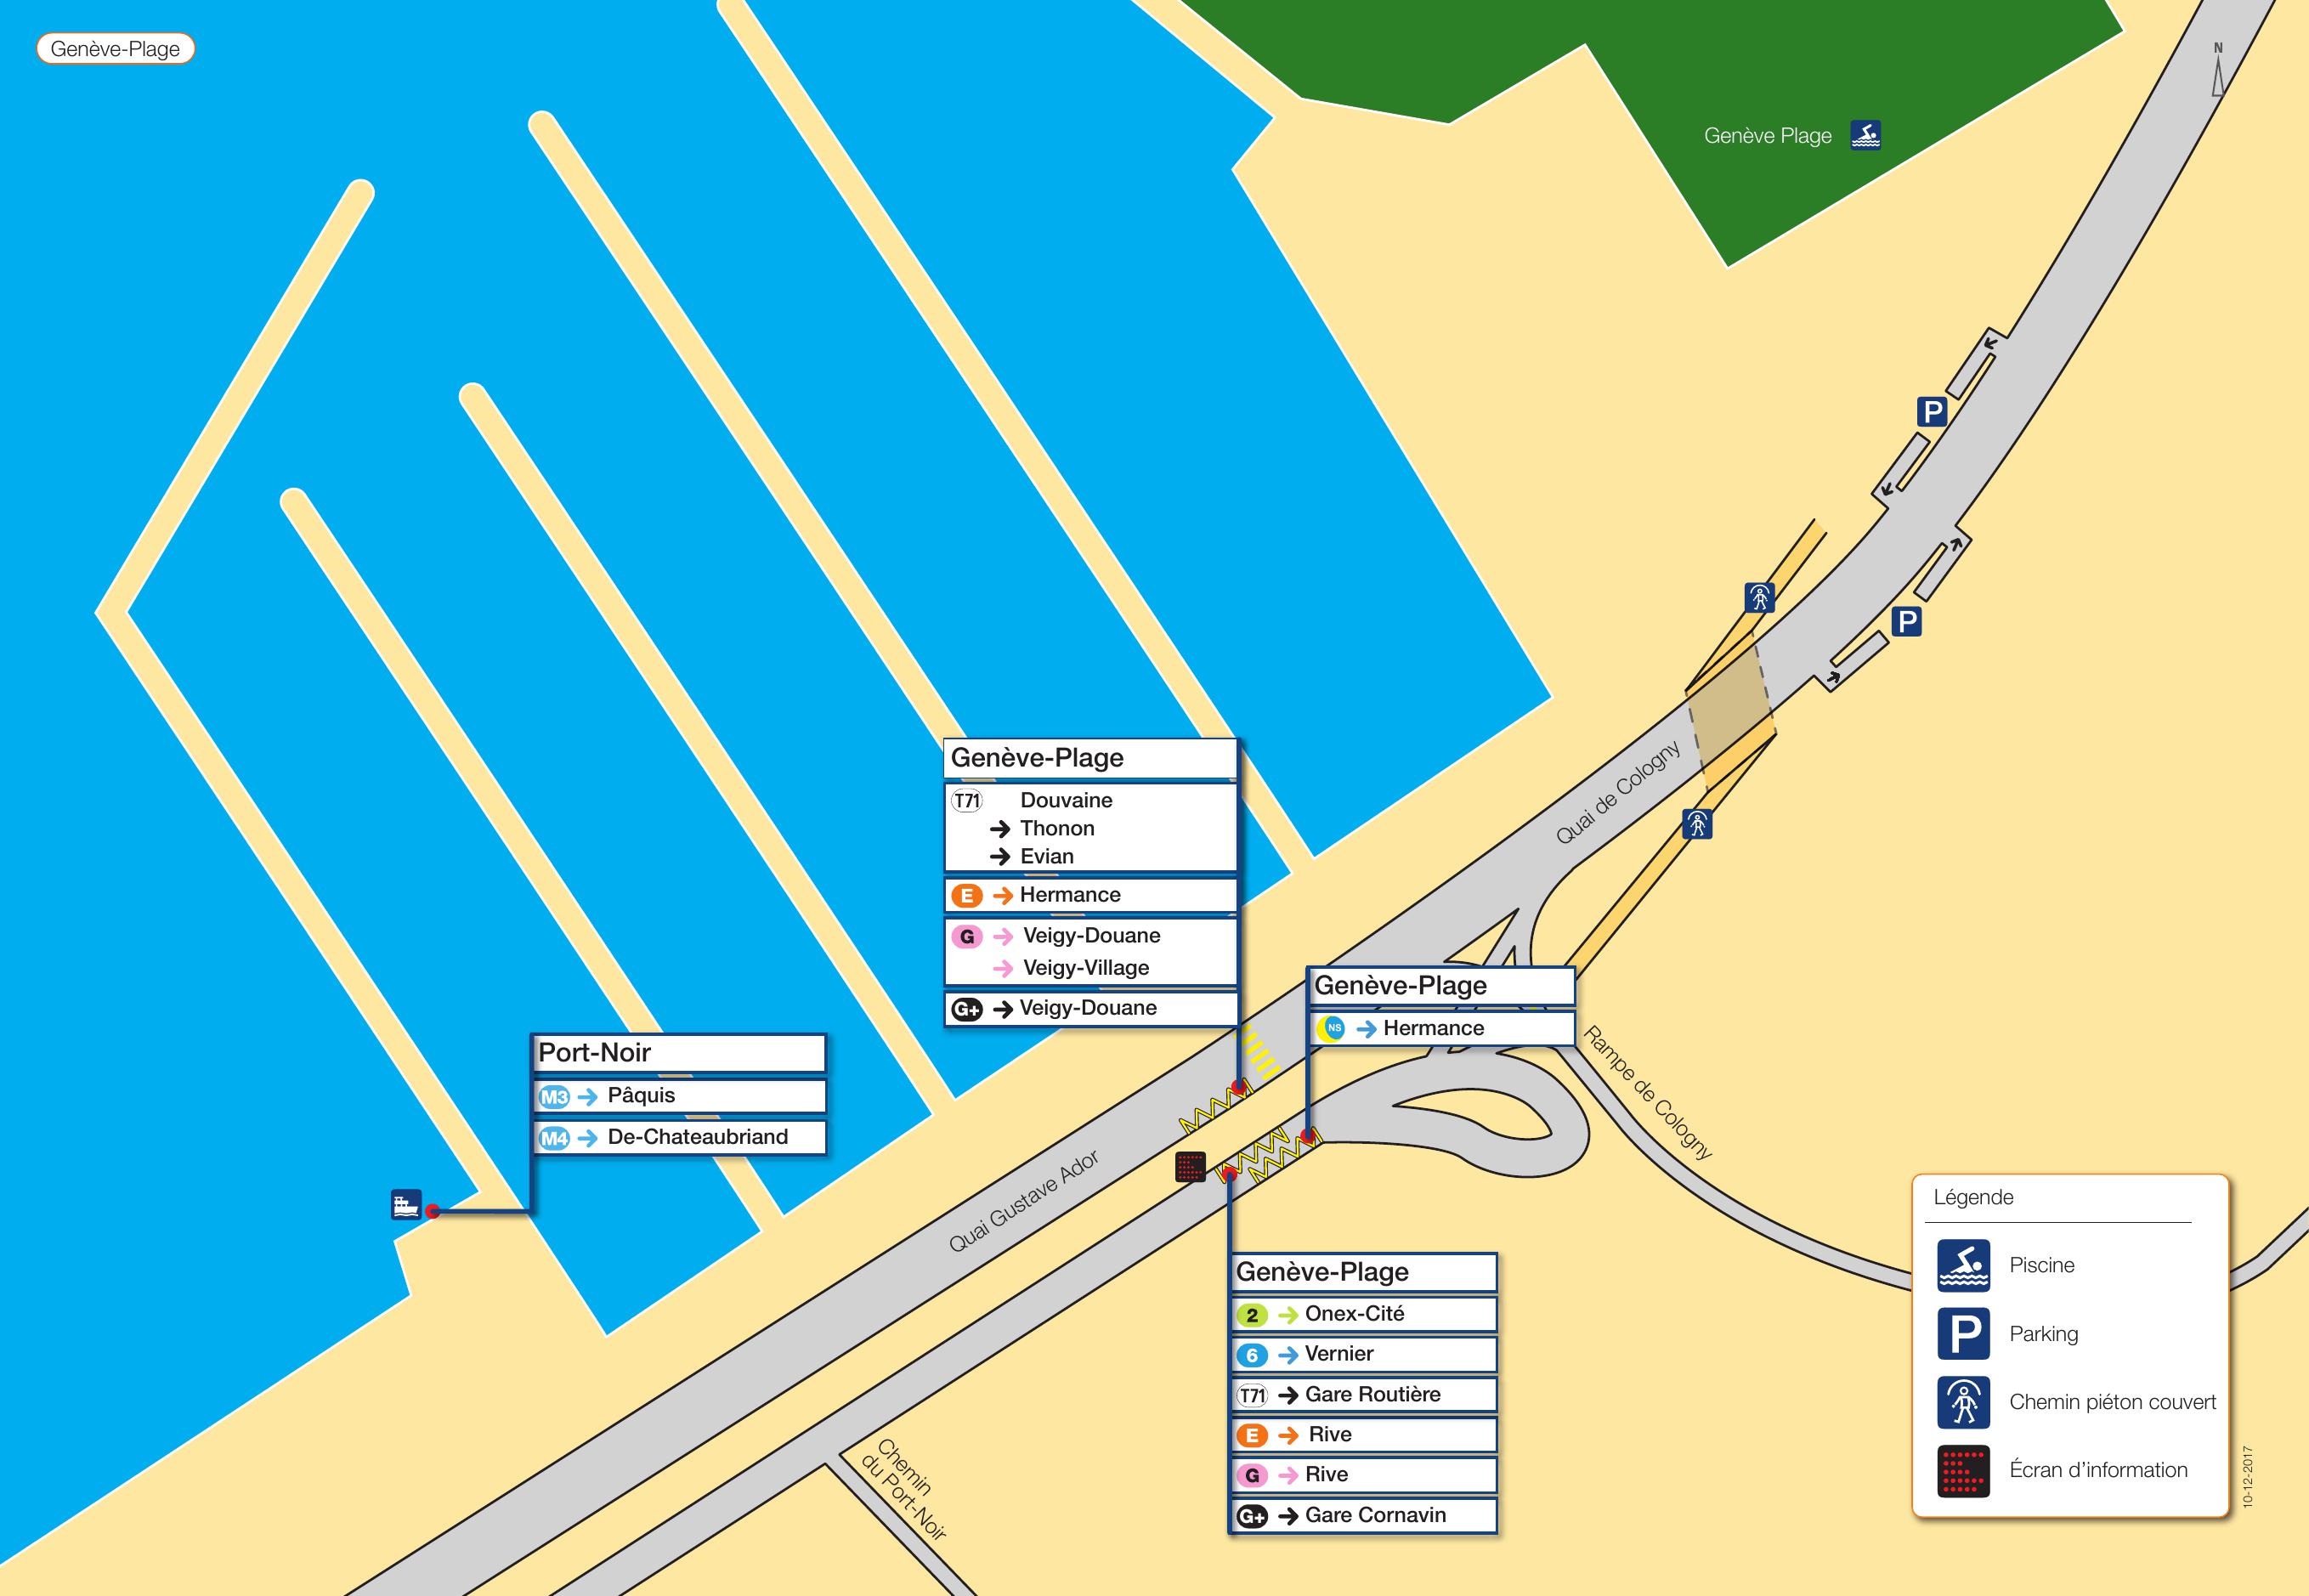 Genève-Plage
N
Genève Plage
P
P
Quai de Cologny
Genève-Plage
T71 Douvaine
Thonon
Evian
E Hermance
G Veigy-Douane
Veigy-Village
G+ Veigy-Douane
Genève-Plage
NS Hermance
Rampe de Cologny
Port-Noir
M3 Pâquis
M4 De-Chateaubriand
Quai Gustave Ador
Genève-Plage
2 Onex-Cité
6 Vernier
T71 Gare Routière
E Rive
G Rive
G+ Gare Cornavin
Chemin
du Port-Noir
Légende
Piscine
P Parking
Chemin piéton couvert
Écran d’information
10-12-2017